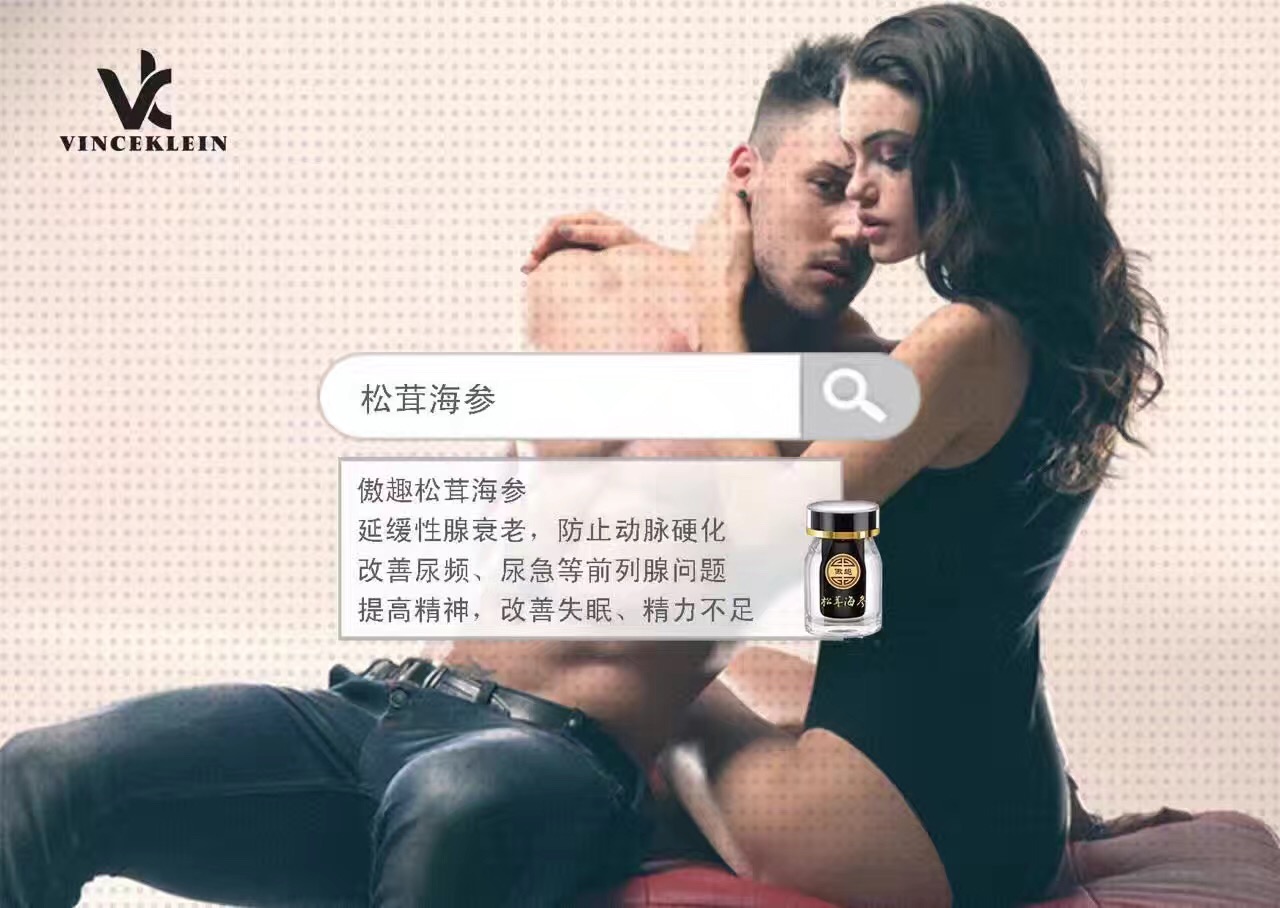 VINCEKLEIN
松茸海参
傲趣松茸海参
延缓性腺衰老，防止动脉硬化
改善尿频、尿急等前列腺问题
提高精神，改善失眠、精力不足
傲趣
松茸海参